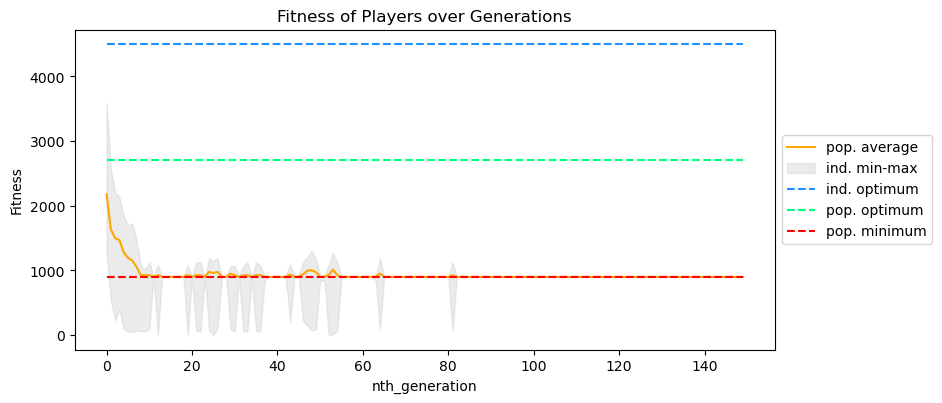 Fitness of Players over Generations
Fitness
4000
3000
2000
1000
0
0 20 40 60 80 100 120 140
nth_generation
pop. average
ind. min-max
ind. optimum
pop. optimum
pop. minimum